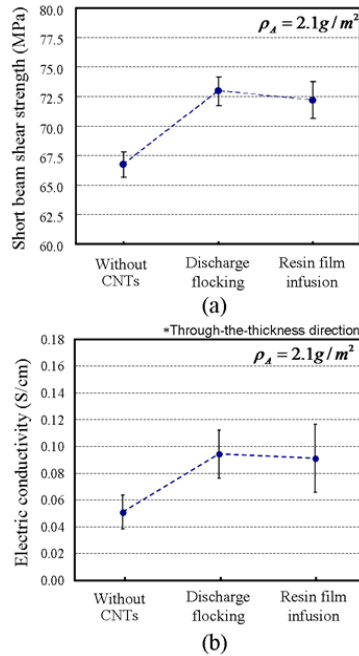 80.0
ρA = 2.1g/m²
77.5
75.0
72.5
70.0
67.5
65.0
62.5
60.0
Short beam shear strength (MPa)
Without Discharge Resin film
CNTs flocking infusion
(a)
*Through-the-thickness direction
0.18
ρA = 2.1g/m²
0.16
0.14
0.12
0.10
0.08
0.06
0.04
0.02
0.00
Electric conductivity (S/cm)
Without Discharge Resin film
CNTs flocking infusion
(b)